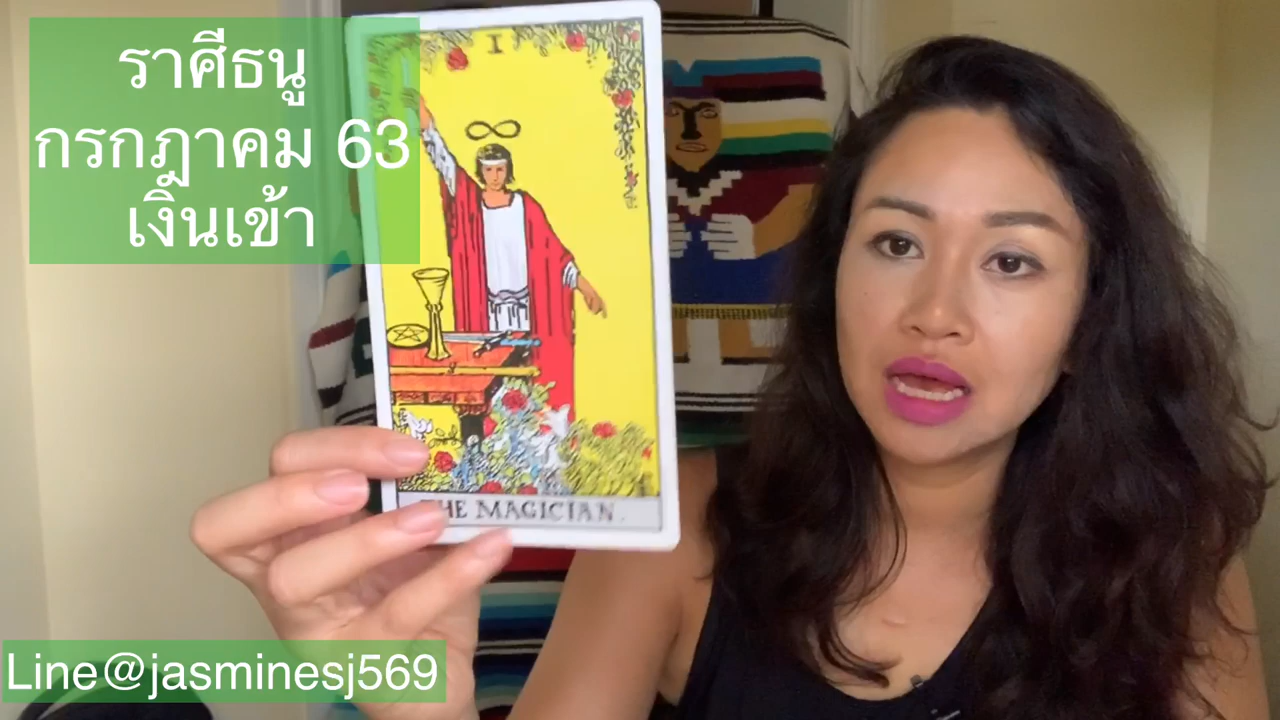 ราศีธนู
กรกฎาคม 63
เงินเข้า
I
THE MAGICIAN.
Line@jasminesj569